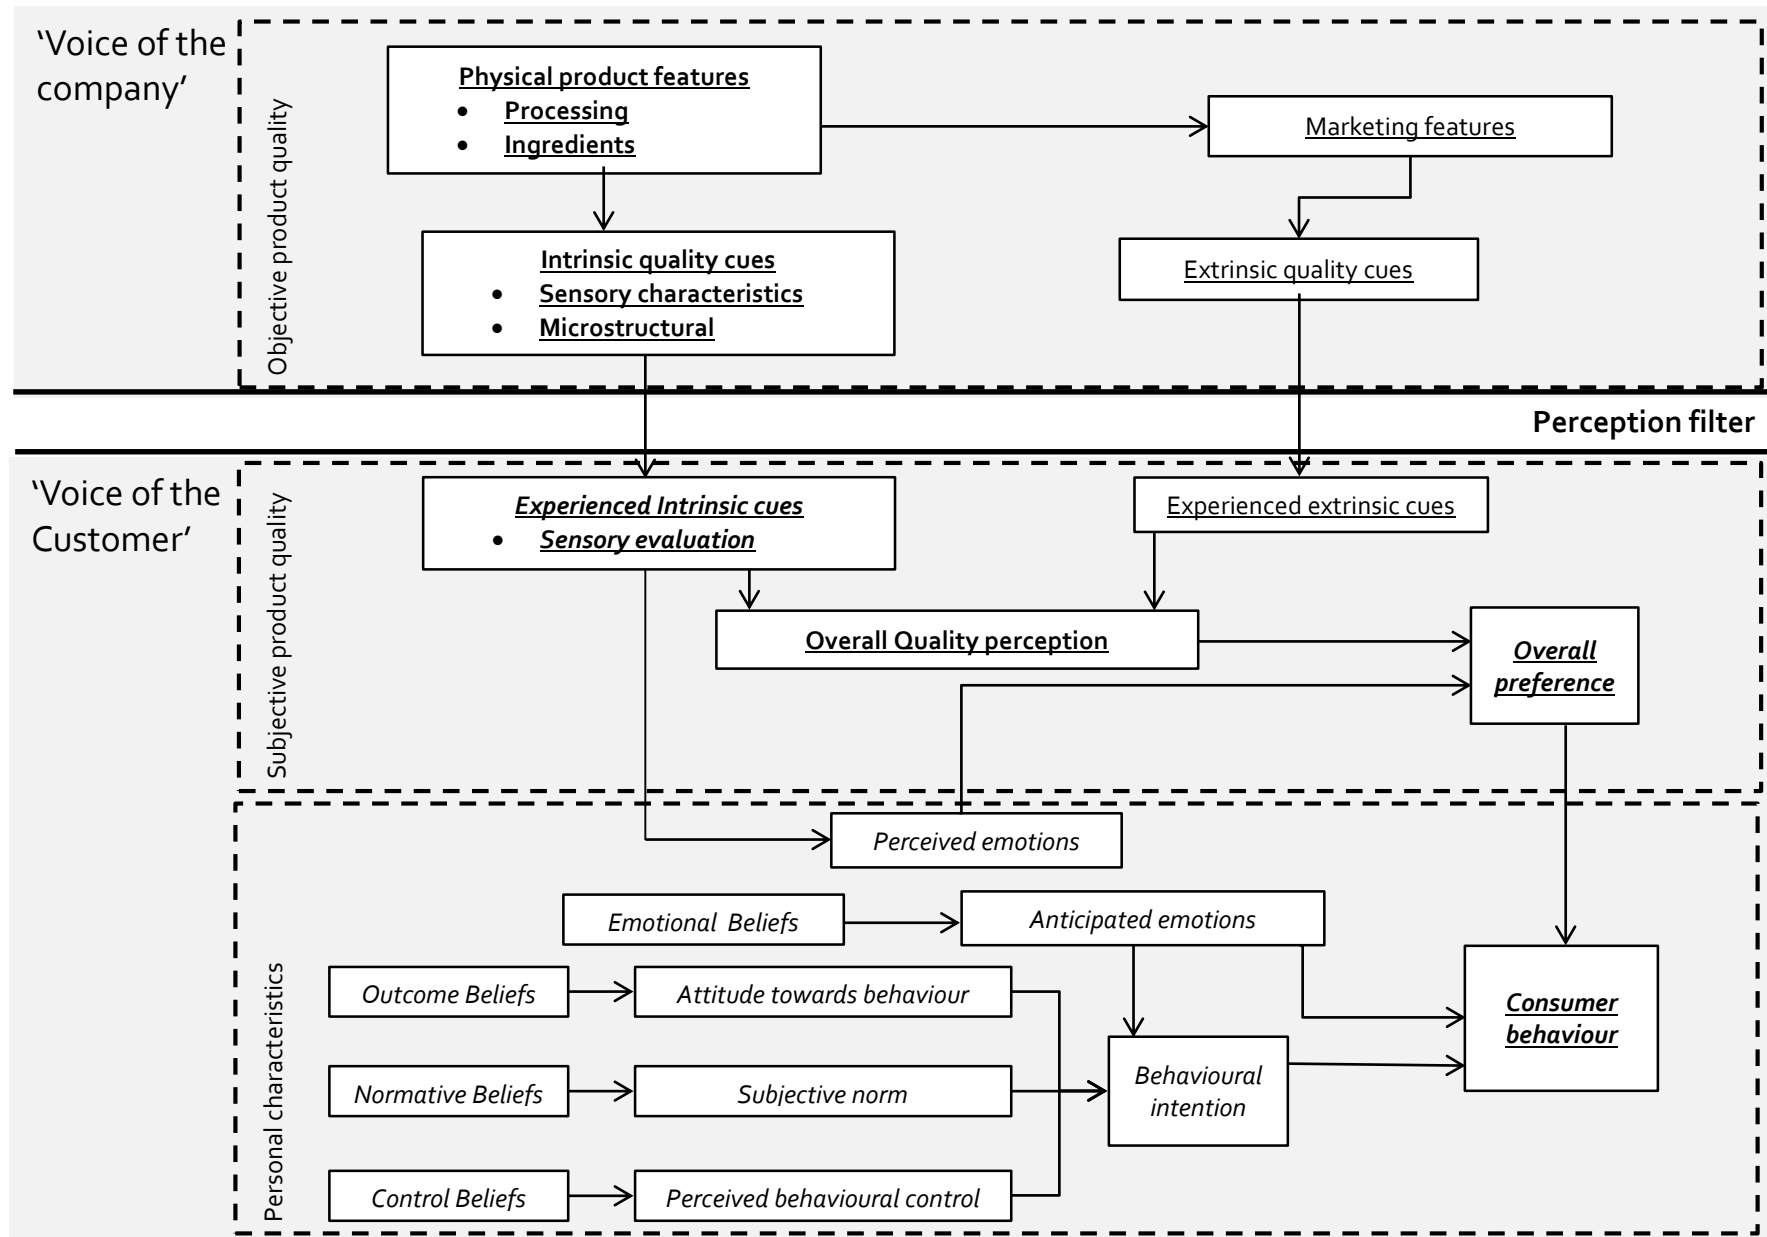 ‘Voice of the
company’
Objective product quality
Physical product features
• Processing
• Ingredients
Marketing features
Intrinsic quality cues
• Sensory characteristics
• Microstructural
Extrinsic quality cues
Perception filter
‘Voice of the
Customer’
Subjective product quality
Experienced Intrinsic cues
• Sensory evaluation
Experienced extrinsic cues
Overall Quality perception
Overall
preference
Personal characteristics
Perceived emotions
Emotional Beliefs
Anticipated emotions
Outcome Beliefs
Attitude towards behaviour
Consumer
behaviour
Normative Beliefs
Subjective norm
Behavioural
intention
Control Beliefs
Perceived behavioural control